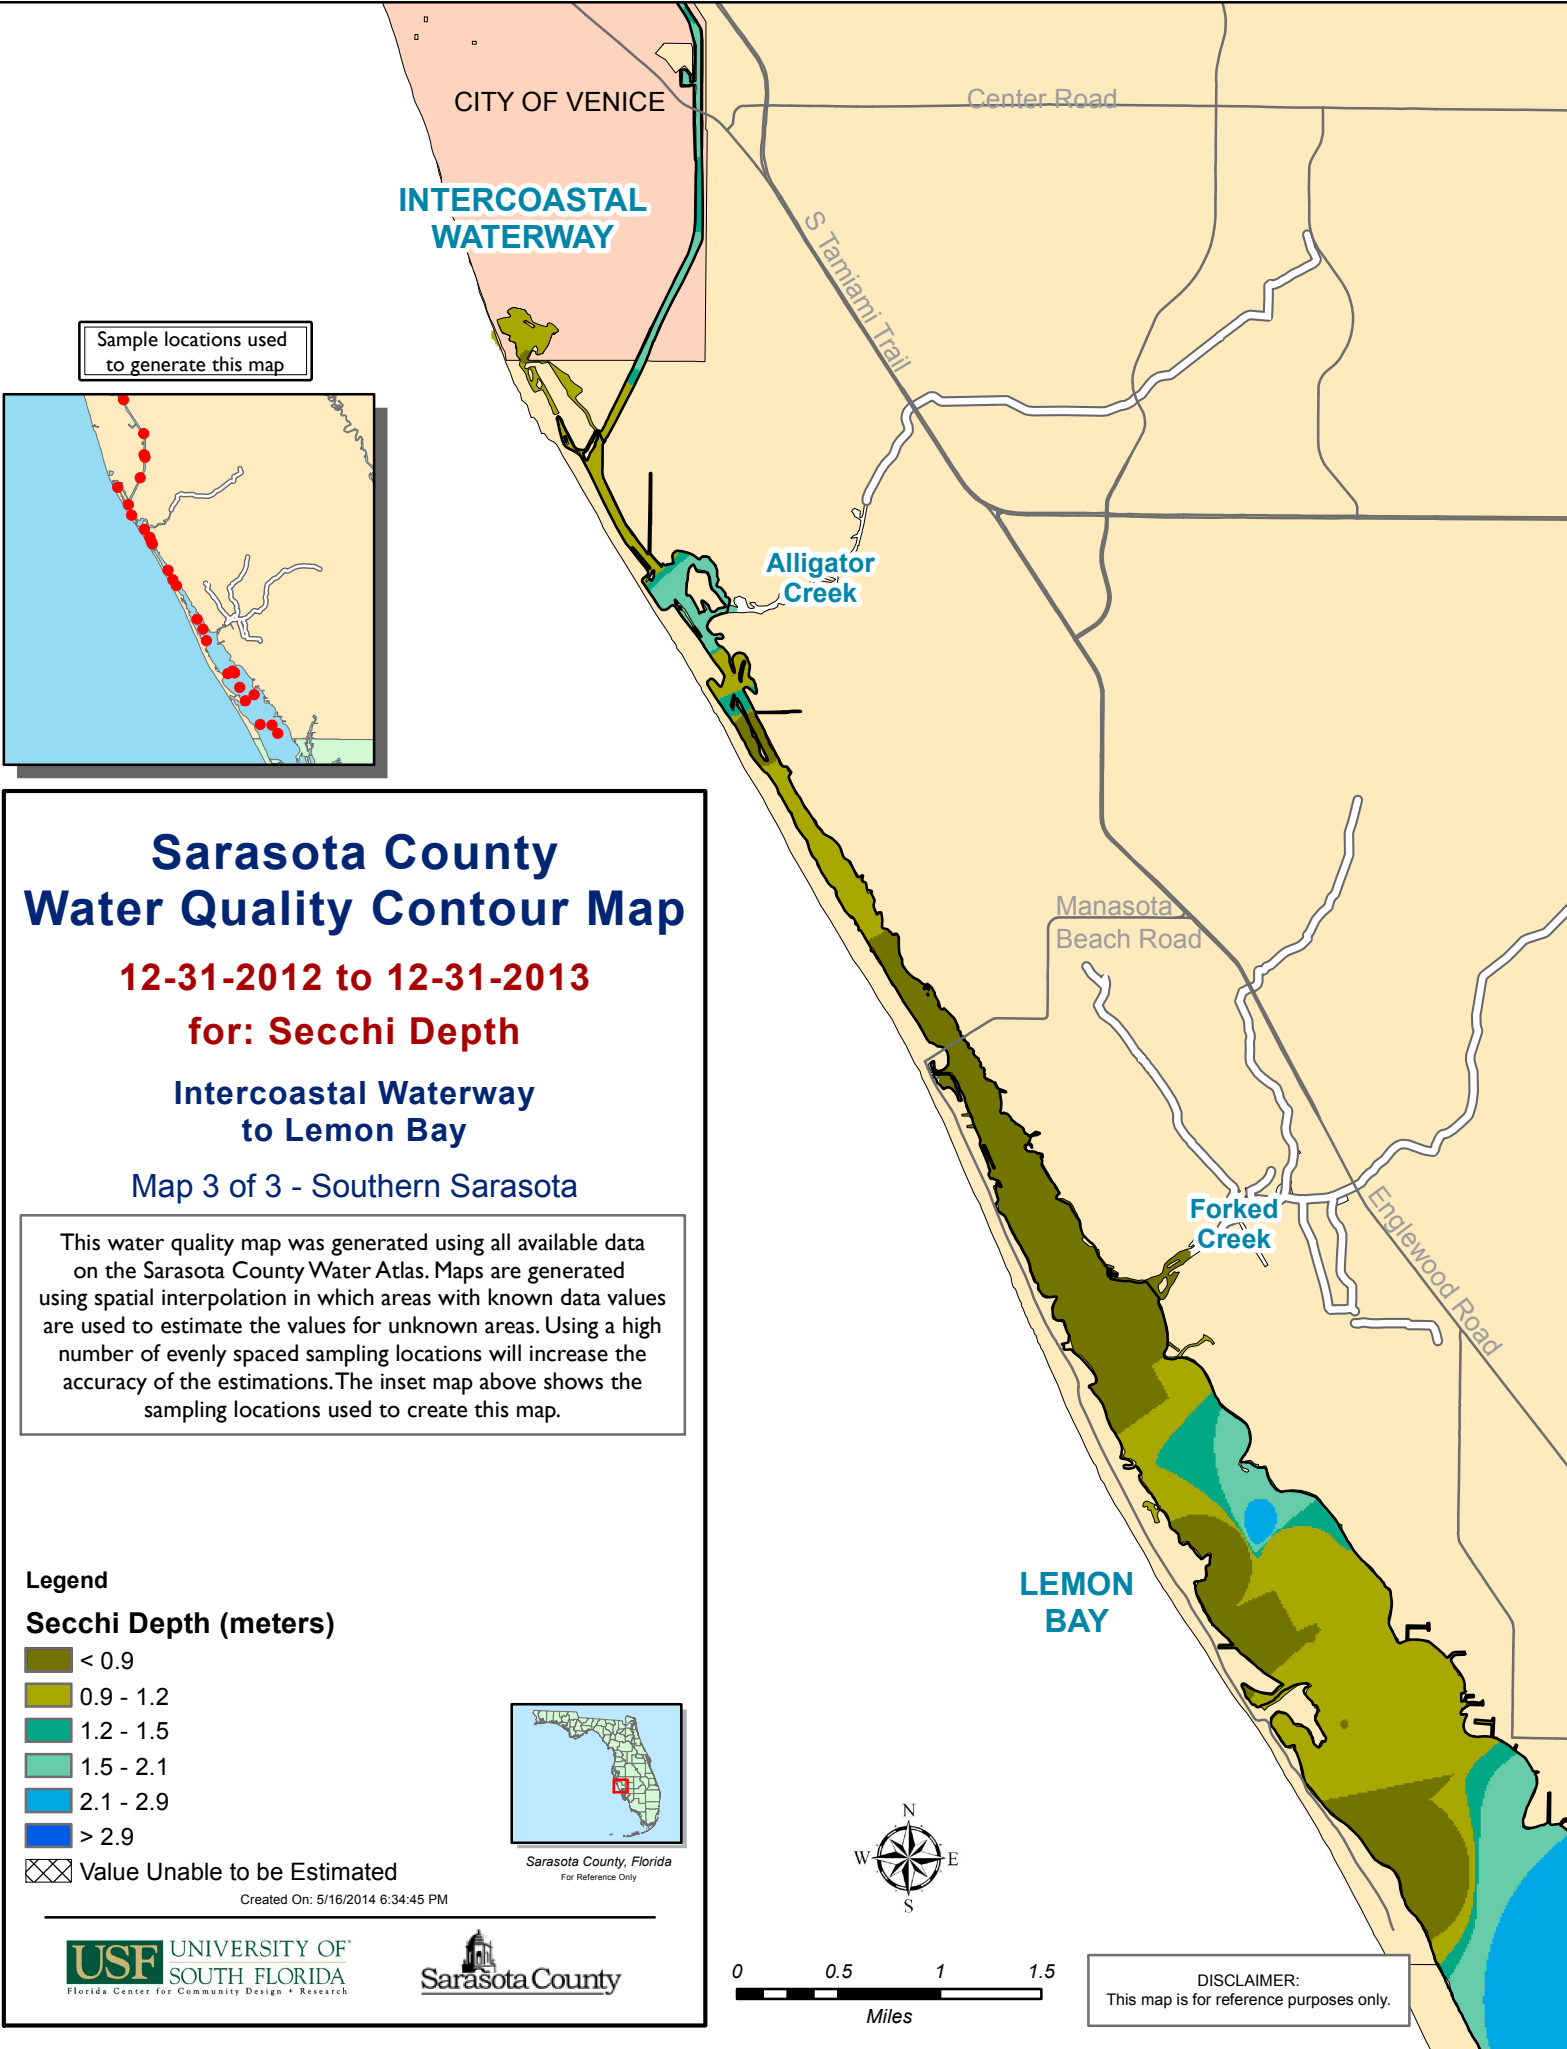 CITY OF VENICE
Center Road
INTERCOASTAL
WATERWAY
S Tamiami Trail
Sample locations used
to generate this map
Alligator
Creek
Sarasota County
Water Quality Contour Map
12-31-2012 to 12-31-2013
for: Secchi Depth
Intercoastal Waterway
to Lemon Bay
Map 3 of 3 - Southern Sarasota
This water quality map was generated using all available data
on the Sarasota County Water Atlas. Maps are generated
using spatial interpolation in which areas with known data values
are used to estimate the values for unknown areas. Using a high
number of evenly spaced sampling locations will increase the
accuracy of the estimations. The inset map above shows the
sampling locations used to create this map.
Manasota
Beach Road
Forked
Creek
Englewood Road
LEMON
BAY
Legend
Secchi Depth (meters)
< 0.9
0.9 - 1.2
1.2 - 1.5
1.5 - 2.1
2.1 - 2.9
> 2.9
Value Unable to be Estimated
Sarasota County, Florida
For Reference Only
Created On: 5/16/2014 6:34:45 PM
USF UNIVERSITY OF
SOUTH FLORIDA
Florida Center for Community Design + Research
Sarasota County
N
W E
S
0 0.5 1 1.5
Miles
DISCLAIMER:
This map is for reference purposes only.